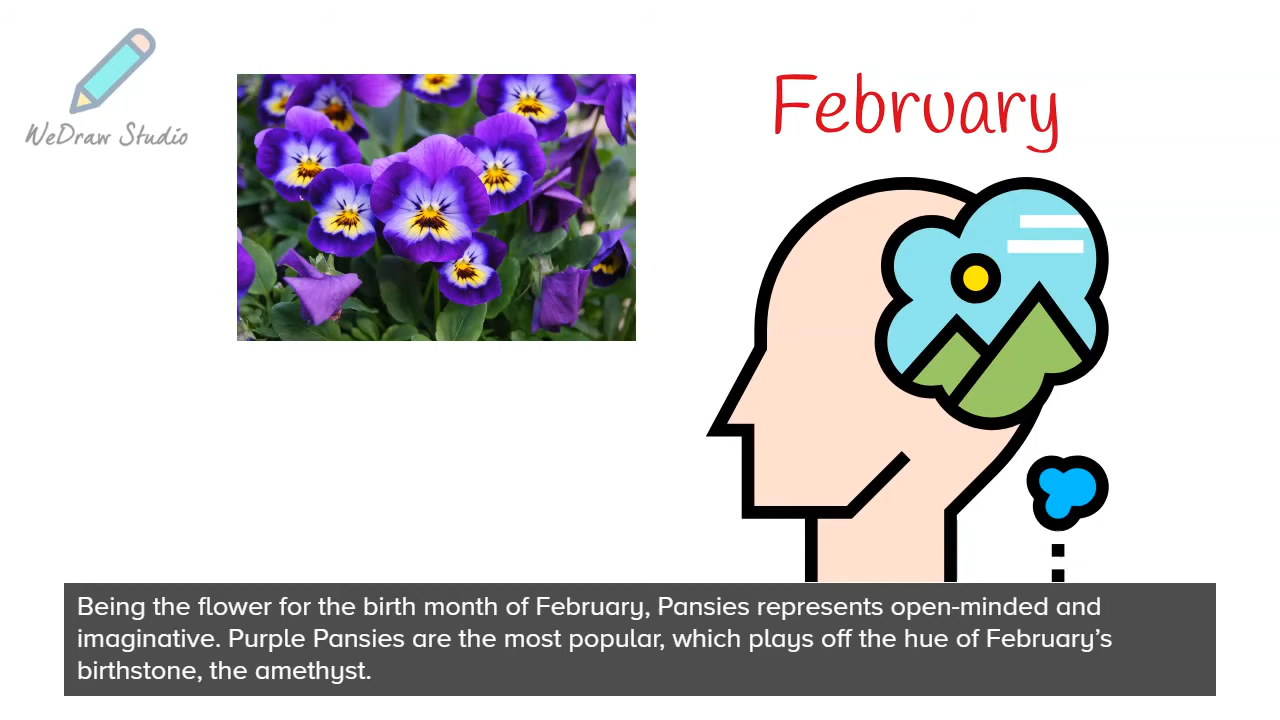 WeDraw Studio
February
Being the flower for the birth month of February, Pansies represents open-minded and
imaginative. Purple Pansies are the most popular, which plays off the hue of February’s
birthstone, the amethyst.